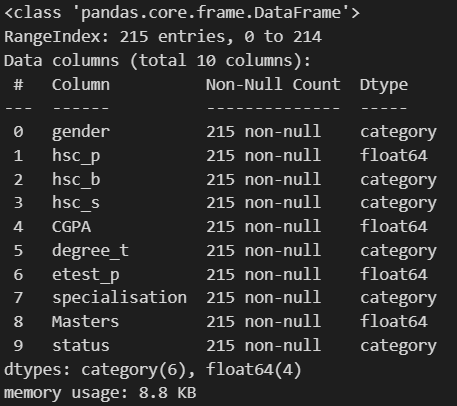 <class 'pandas.core.frame.DataFrame'>
RangeIndex: 215 entries, 0 to 214
Data columns (total 10 columns):
 #   Column          Non-Null Count  Dtype
---  ------          --------------  -----
 0   gender          215 non-null    category
 1   hsc_p           215 non-null    float64
 2   hsc_b           215 non-null    category
 3   hsc_s           215 non-null    category
 4   CGPA            215 non-null    float64
 5   degree_t        215 non-null    category
 6   etest_p         215 non-null    float64
 7   specialisation  215 non-null    category
 8   Masters         215 non-null    float64
 9   status          215 non-null    category
dtypes: category(6), float64(4)
memory usage: 8.8 KB